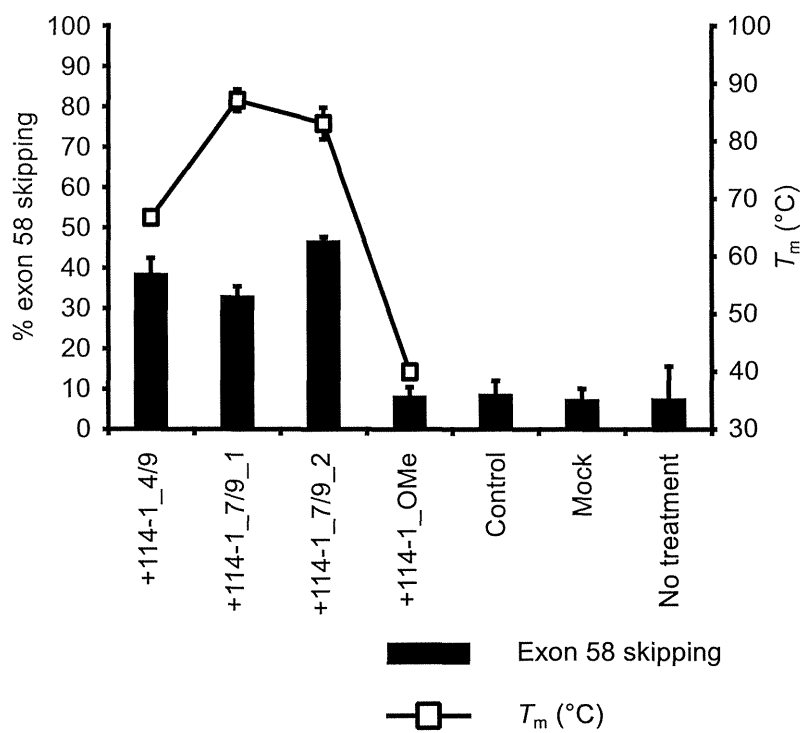 % exon 58 skipping
100
90
80
70
60
50
40
30
20
10
0
100
90
80
70
60
50
40
30
Tm (°C)
+114-1_4/9
+114-1_7/9_1
+114-1_7/9_2
+114-1_OMe
Control
Mock
No treatment
Exon 58 skipping
Tm (°C)